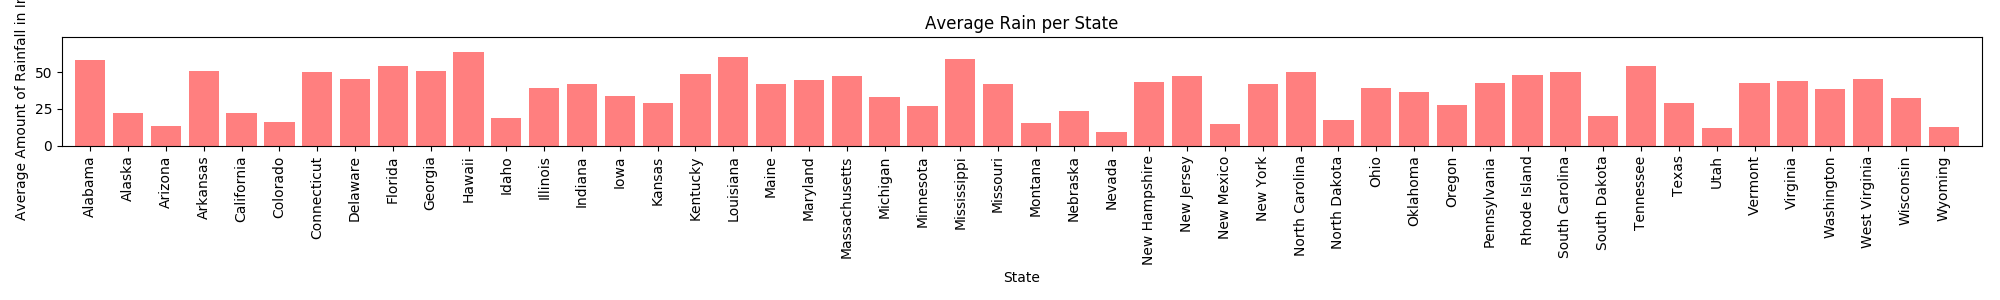 Average Rain per State
Average Amount of Rainfall in
50
25
0
Alabama
Alaska
Arizona
Arkansas
California
Colorado
Connecticut
Delaware
Florida
Georgia
Hawaii
Idaho
Illinois
Indiana
Iowa
Kansas
Kentucky
Louisiana
Maine
Maryland
Massachusetts
Michigan
Minnesota
Mississippi
Missouri
Montana
Nebraska
Nevada
New Hampshire
New Jersey
New Mexico
New York
North Carolina
North Dakota
Ohio
Oklahoma
Oregon
Pennsylvania
Rhode Island
South Carolina
South Dakota
Tennessee
Texas
Utah
Vermont
Virginia
Washington
West Virginia
Wisconsin
Wyoming
State